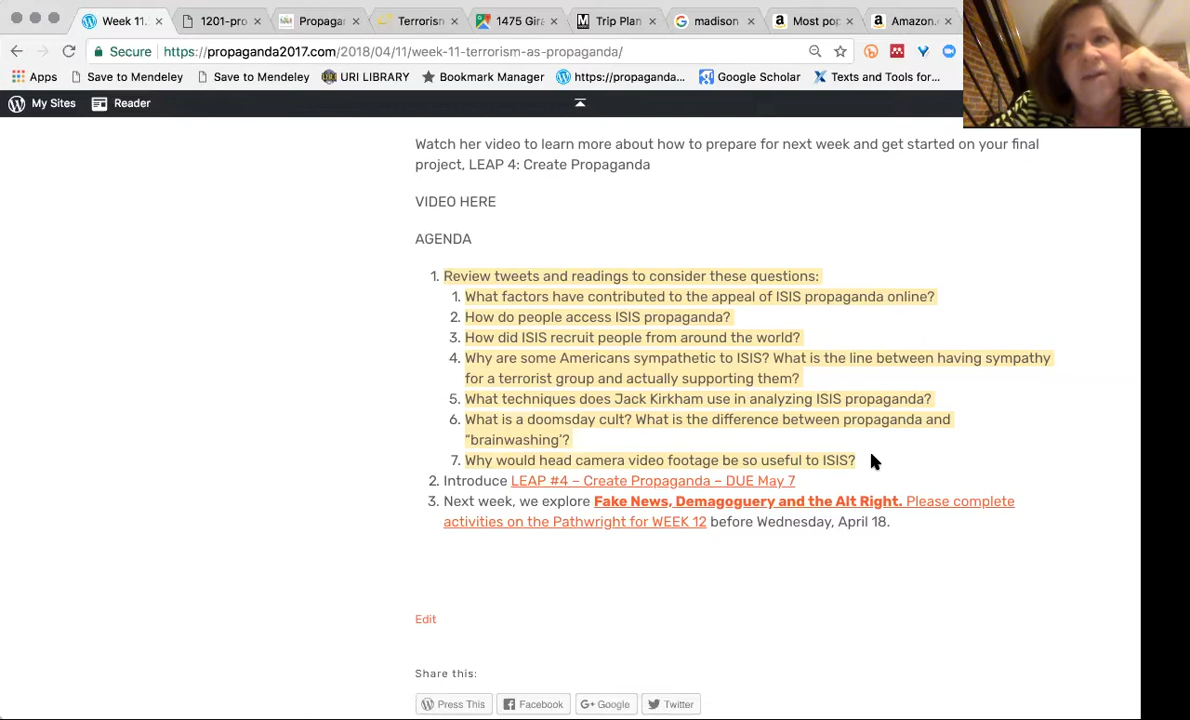 Week 11.
1201-pro
Propagar
Terrorism
1475 Gira
Trip Plan
madison
Most pop
Amazon.c
Secure
https://propaganda2017.com/2018/04/11/week-11-terrorism-as-propaganda/
Apps
Save to Mendeley
Save to Mendeley
URI LIBRARY
Bookmark Manager
https://propaganda...
Google Scholar
Texts and Tools for...
My Sites
Reader
Watch her video to learn more about how to prepare for next week and get started on your final
project, LEAP 4: Create Propaganda
VIDEO HERE
AGENDA
1. Review tweets and readings to consider these questions:
1. What factors have contributed to the appeal of ISIS propaganda online?
2. How do people access ISIS propaganda?
3. How did ISIS recruit people from around the world?
4. Why are some Americans sympathetic to ISIS? What is the line between having sympathy
for a terrorist group and actually supporting them?
5. What techniques does Jack Kirkham use in analyzing ISIS propaganda?
6. What is a doomsday cult? What is the difference between propaganda and
“brainwashing’?
7. Why would head camera video footage be so useful to ISIS?
2. Introduce LEAP #4 – Create Propaganda – DUE May 7
3. Next week, we explore Fake News, Demagoguery and the Alt Right. Please complete
activities on the Pathwright for WEEK 12 before Wednesday, April 18.
Edit
Share this:
Press This
Facebook
Google
Twitter